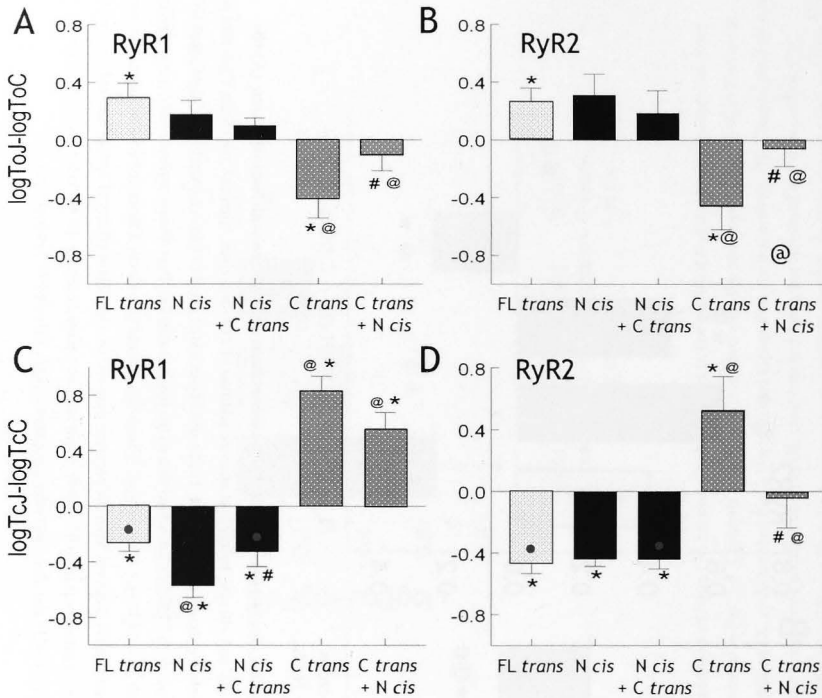 A
RyR1
B
RyR2
logToJ-logToC
0.8
0.4
0.0
-0.4
-0.8
*
* @
# @
FL trans
N cis
N cis
+ C trans
C trans
C trans
+ N cis
0.8
0.4
0.0
-0.4
-0.8
*
*@
# @
@
FL trans
N cis
N cis
+ C trans
C trans
C trans
+ N cis
C
RyR1
D
RyR2
logTcJ-logTcC
0.8
0.4
0.0
-0.4
-0.8
*
@ *
* #
@ *
@ *
FL trans
N cis
N cis
+ C trans
C trans
C trans
+ N cis
0.8
0.4
0.0
-0.4
-0.8
*
*
*
* @
# @
FL trans
N cis
N cis
+ C trans
C trans
C trans
+ N cis